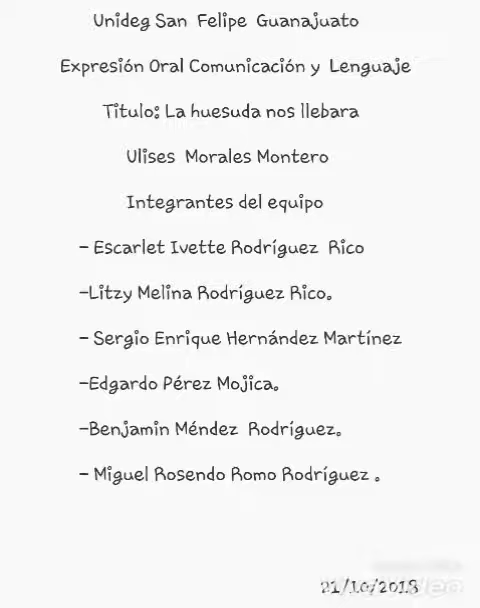 Unideg San Felipe Guanajuato
Expresión Oral Comunicación y Lenguaje
Titulo: La huesuda nos llebara
Ulises Morales Montero
Integrantes del equipo
- Escarlet Ivette Rodríguez Rico
-Litzy Melina Rodríguez Rico.
- Sergio Enrique Hernández Martínez
-Edgardo Pérez Mojica.
-Benjamin Méndez Rodríguez.
- Miguel Rosendo Romo Rodríguez .
21/10/2018